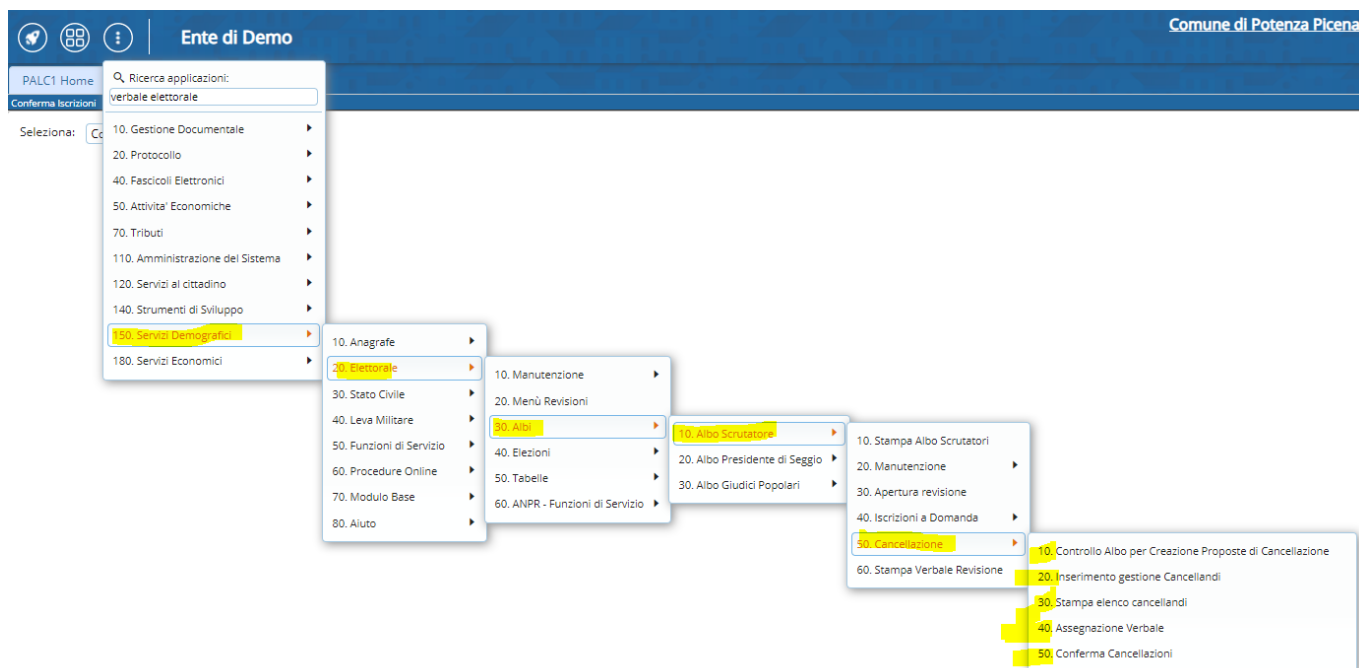 Ente di Demo
Comune di Potenza Picena
PALC1 Home
Conferma Iscrizioni
Seleziona:
Ricerca applicazioni:
verbale elettorale
10. Gestione Documentale
20. Protocollo
40. Fascicoli Elettronici
50. Attivita' Economiche
70. Tributi
110. Amministrazione del Sistema
120. Servizi al cittadino
140. Strumenti di Sviluppo
150. Servizi Demografici
180. Servizi Economici
10. Anagrafe
20. Elettorale
30. Stato Civile
40. Leva Militare
50. Funzioni di Servizio
60. Procedure Online
70. Modulo Base
80. Aiuto
10. Manutenzione
20. Menù Revisioni
30. Albi
40. Elezioni
50. Tabelle
60. ANPR - Funzioni di Servizio
10. Albo Scrutatore
20. Albo Presidente di Seggio
30. Albo Giudici Popolari
10. Stampa Albo Scrutatori
20. Manutenzione
30. Apertura revisione
40. Iscrizioni a Domanda
50. Cancellazione
60. Stampa Verbale Revisione
10. Controllo Albo per Creazione Proposte di Cancellazione
20. Inserimento gestione Cancellandi
30. Stampa elenco cancellandi
40. Assegnazione Verbale
50. Conferma Cancellazioni